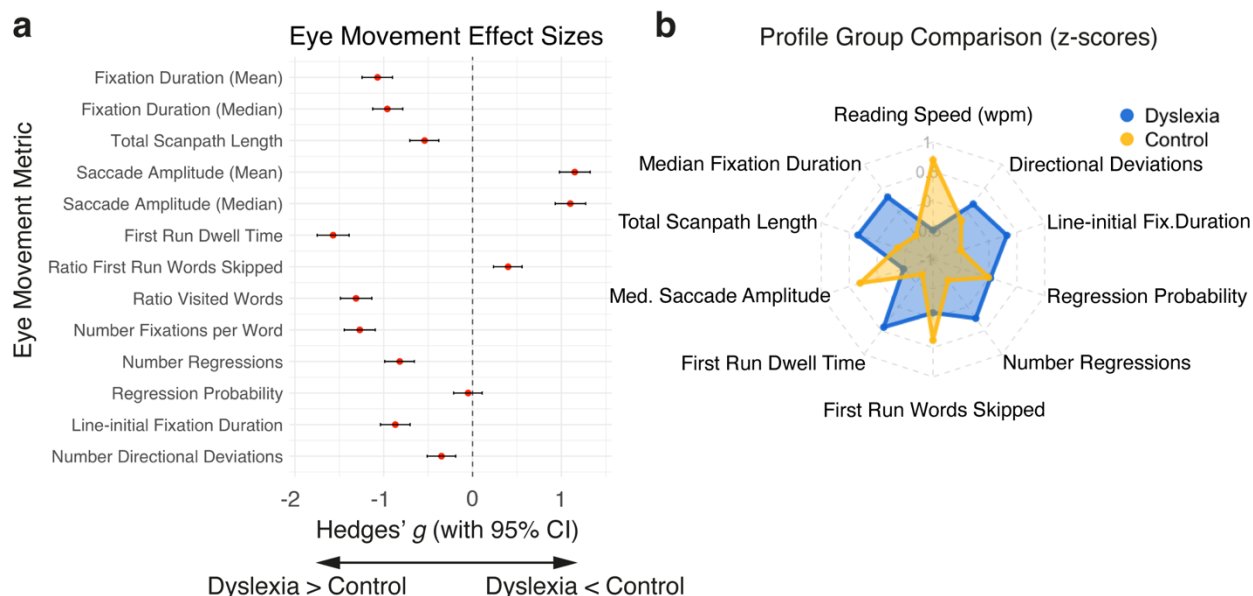 a
Eye Movement Effect Sizes
Eye Movement Metric
Fixation Duration (Mean)
Fixation Duration (Median)
Total Scanpath Length
Saccade Amplitude (Mean)
Saccade Amplitude (Median)
First Run Dwell Time
Ratio First Run Words Skipped
Ratio Visited Words
Number Fixations per Word
Number Regressions
Regression Probability
Line-initial Fixation Duration
Number Directional Deviations
-2 -1 0 1
Hedges' g (with 95% CI)
Dyslexia > Control Dyslexia < Control
b
Profile Group Comparison (z-scores)
Dyslexia
Control
Reading Speed (wpm)
Median Fixation Duration
Directional Deviations
Total Scanpath Length
Line-initial Fix.Duration
Med. Saccade Amplitude
Regression Probability
First Run Dwell Time
Number Regressions
First Run Words Skipped
1